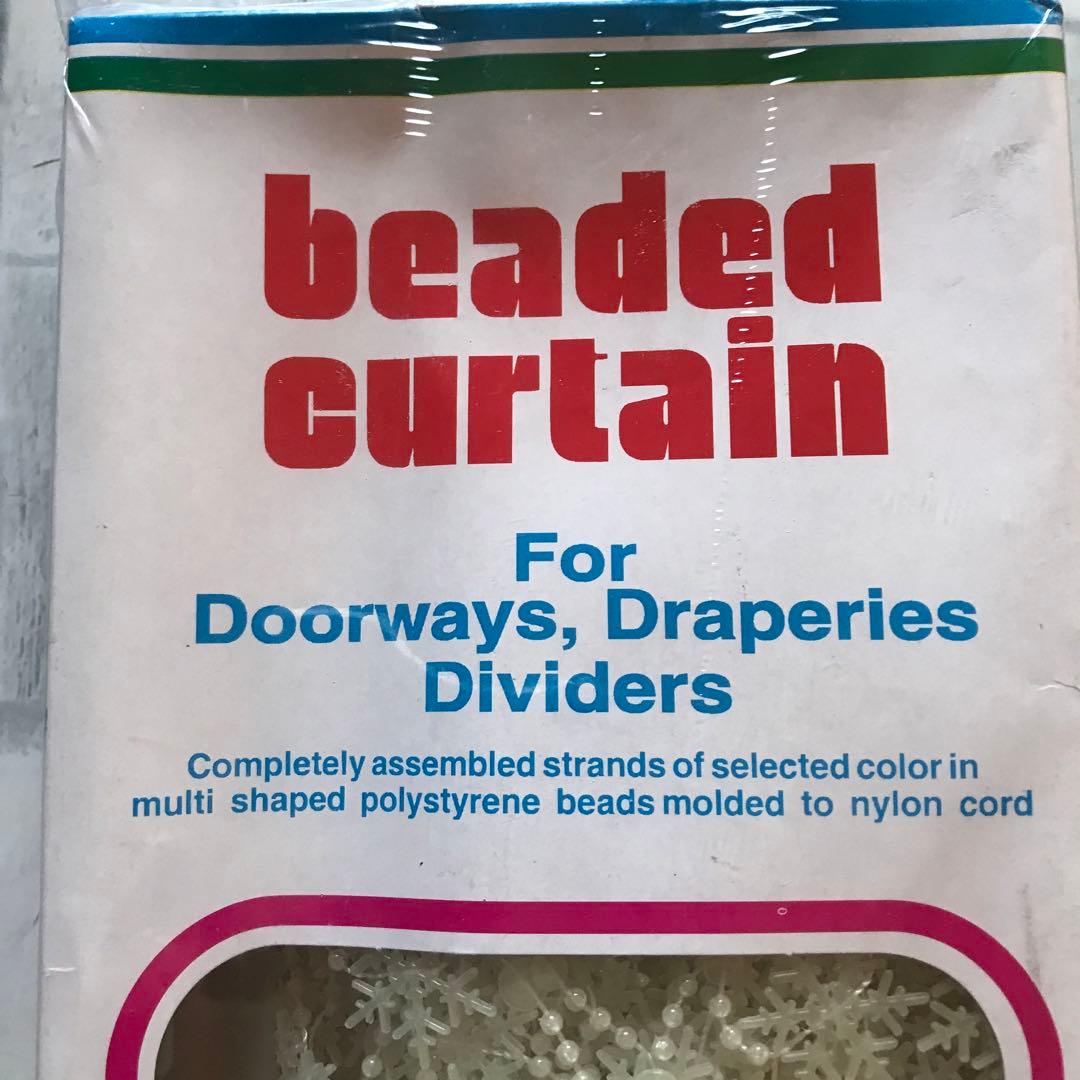 beaded
curtain
For
Doorways, Draperies
Dividers
Completely assembled strands of selected color in
multi shaped polystyrene beads molded to nylon cord